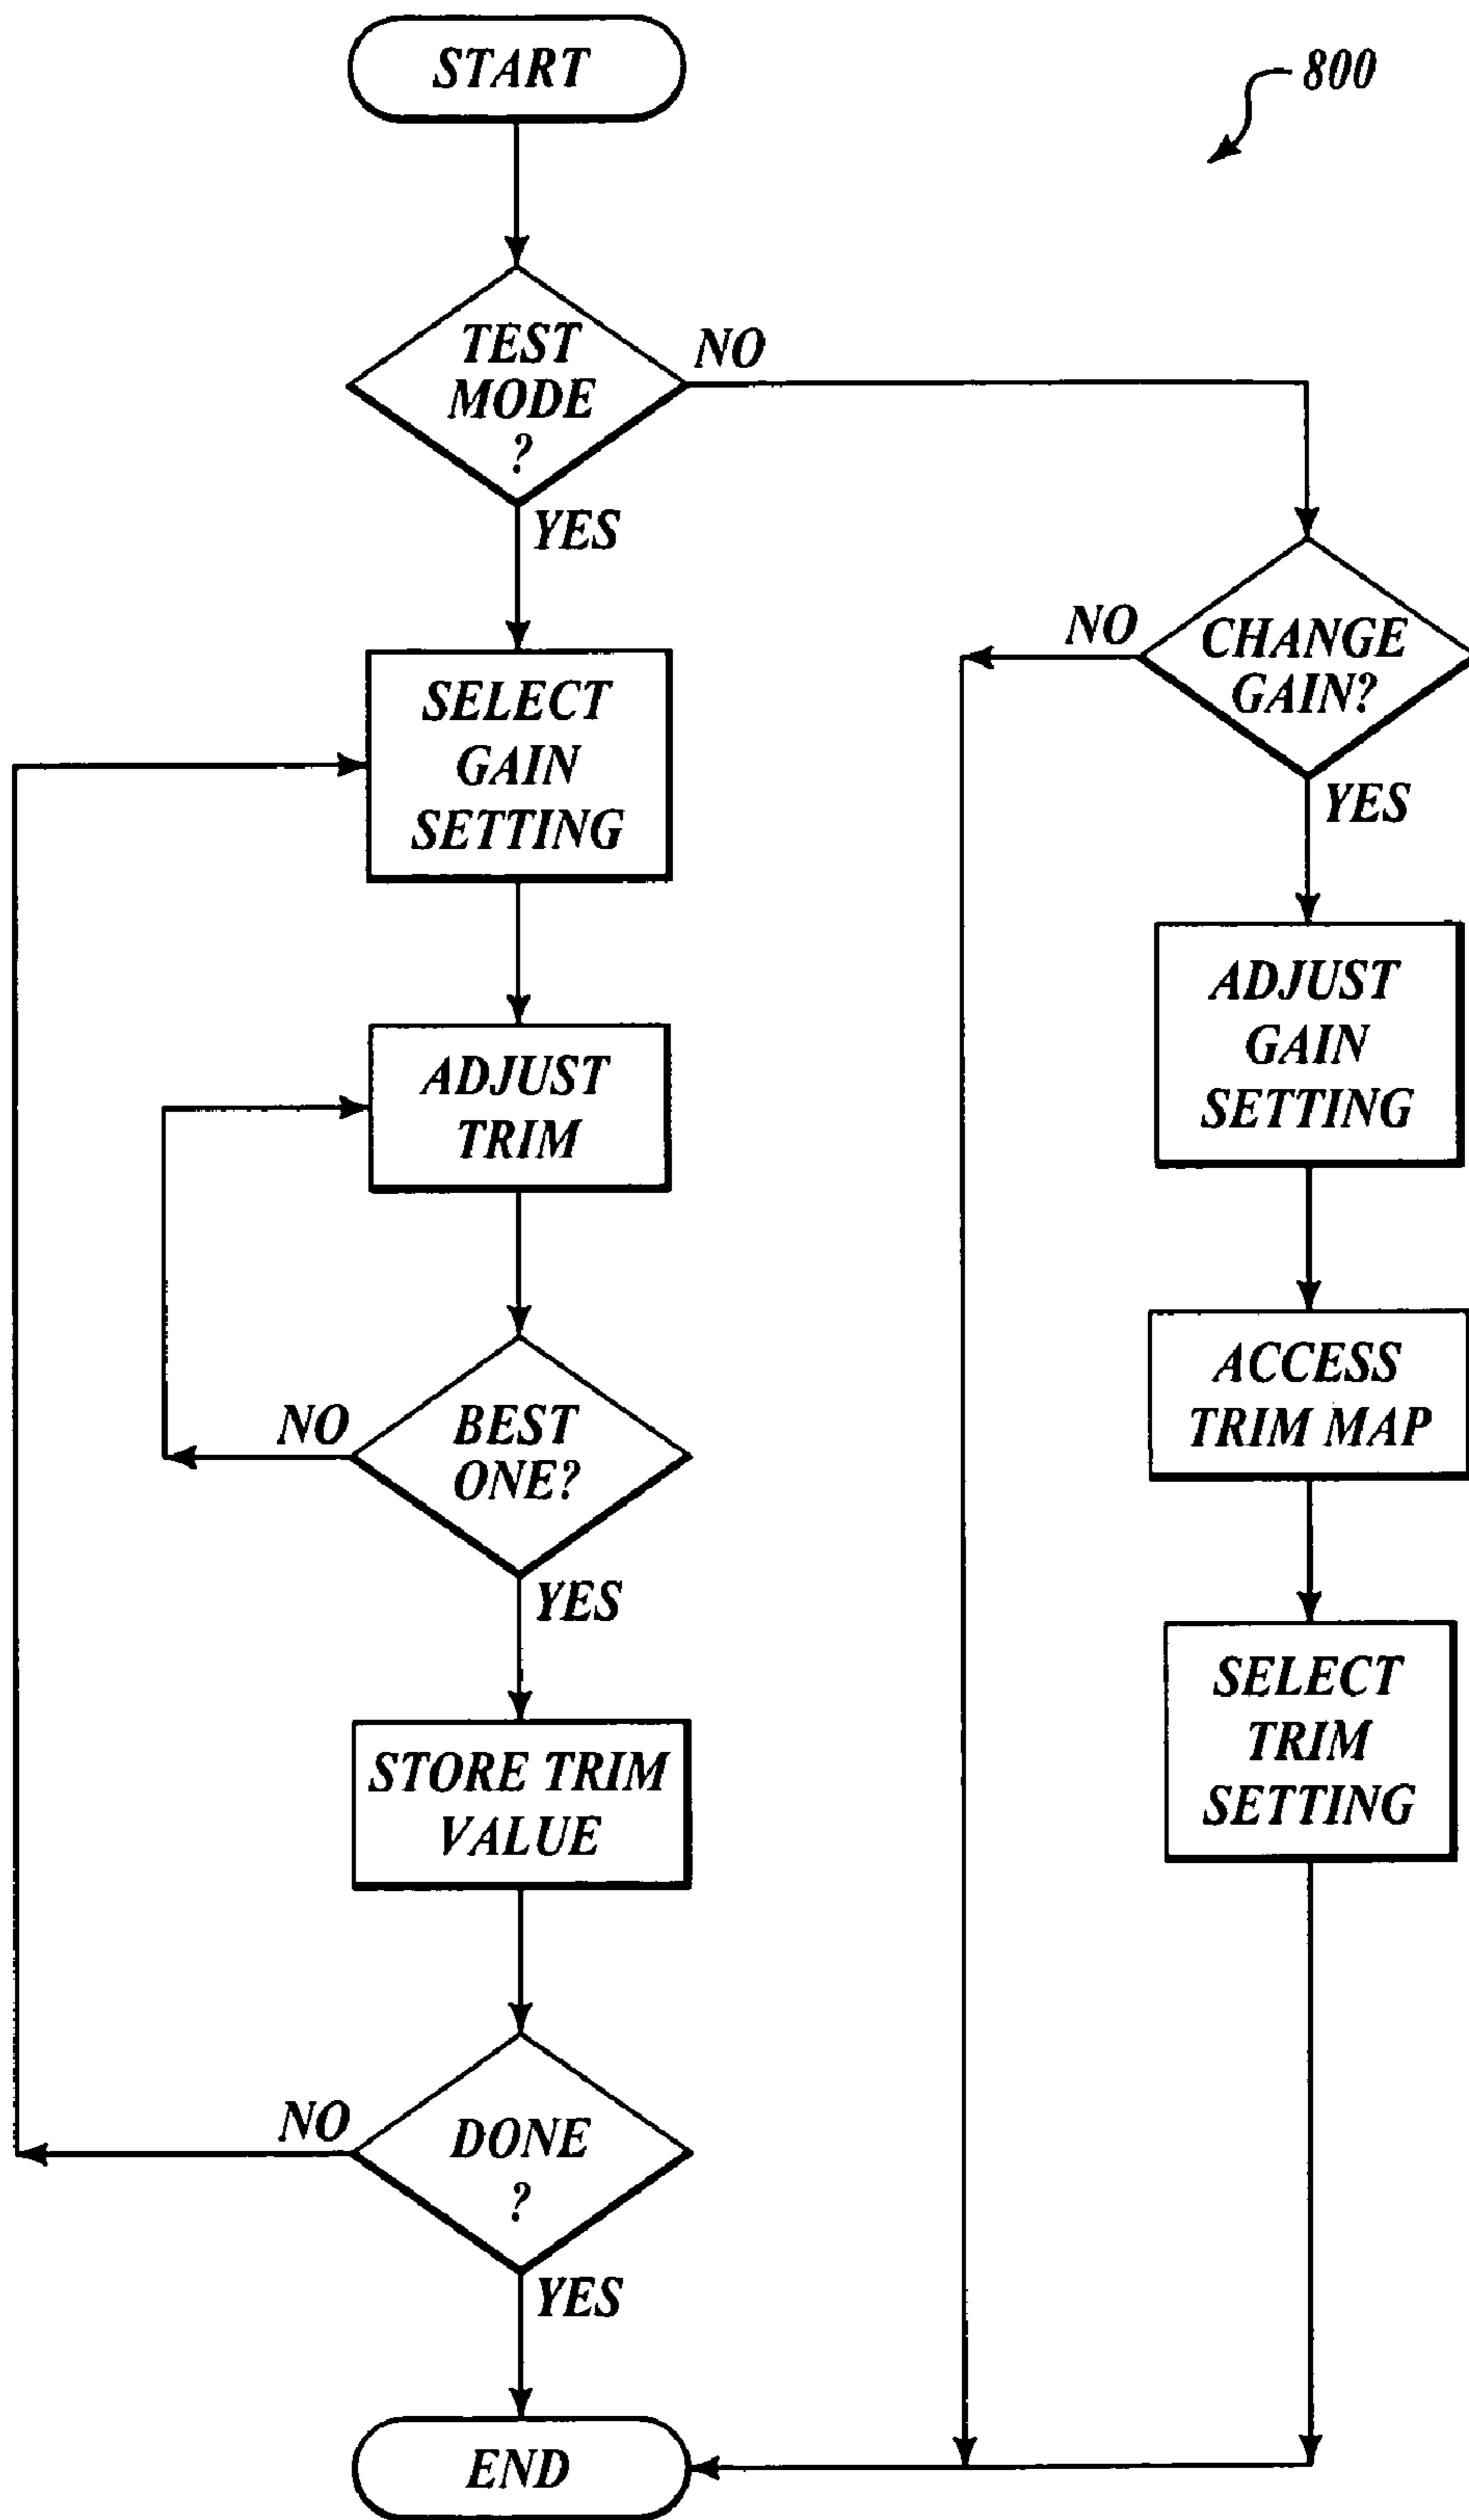 START
800
TEST
MODE
?
NO
YES
SELECT
GAIN
SETTING
NO
CHANGE
GAIN?
YES
ADJUST
GAIN
SETTING
ADJUST
TRIM
ACCESS
TRIM MAP
NO
BEST
ONE?
YES
SELECT
TRIM
SETTING
STORE TRIM
VALUE
NO
DONE
?
YES
END